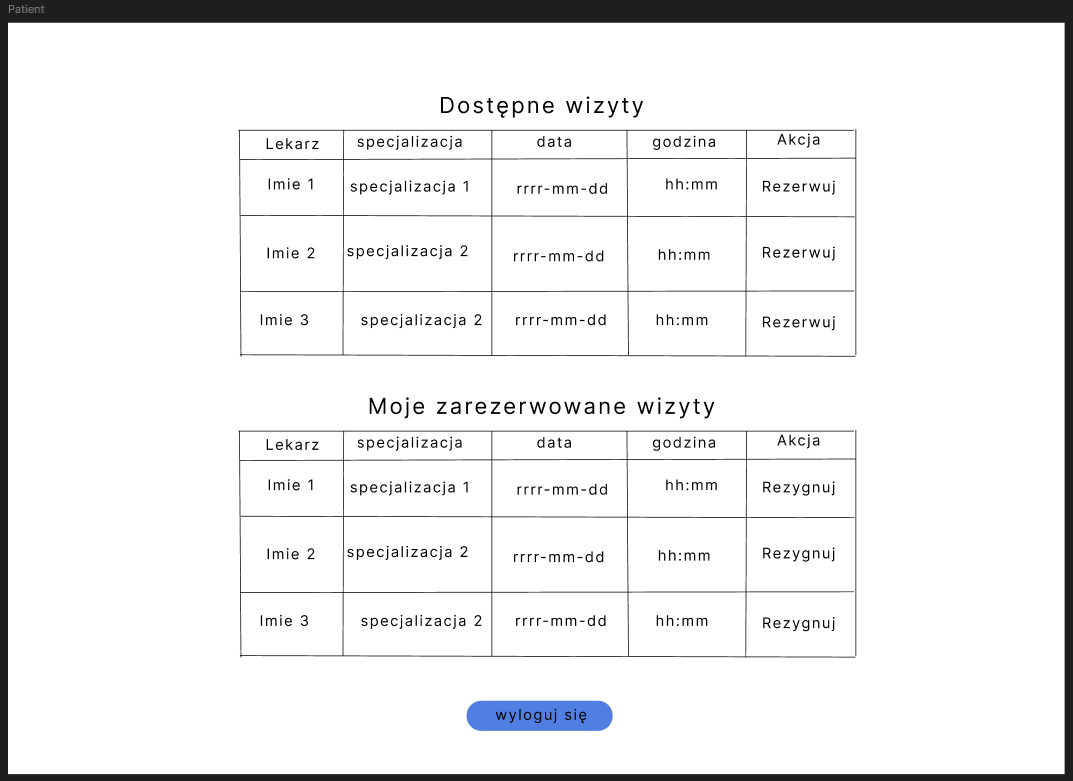 Patient
Dostępne wizyty
Lekarz specjalizacja data godzina Akcja
Imie 1 specjalizacja 1 rrrr-mm-dd hh:mm Rezerwuj
Imie 2 specjalizacja 2 rrrr-mm-dd hh:mm Rezerwuj
Imie 3 specjalizacja 2 rrrr-mm-dd hh:mm Rezerwuj
Moje zarezerwowane wizyty
Lekarz specjalizacja data godzina Akcja
Imie 1 specjalizacja 1 rrrr-mm-dd hh:mm Rezygnuj
Imie 2 specjalizacja 2 rrrr-mm-dd hh:mm Rezygnuj
Imie 3 specjalizacja 2 rrrr-mm-dd hh:mm Rezygnuj
wyloguj się